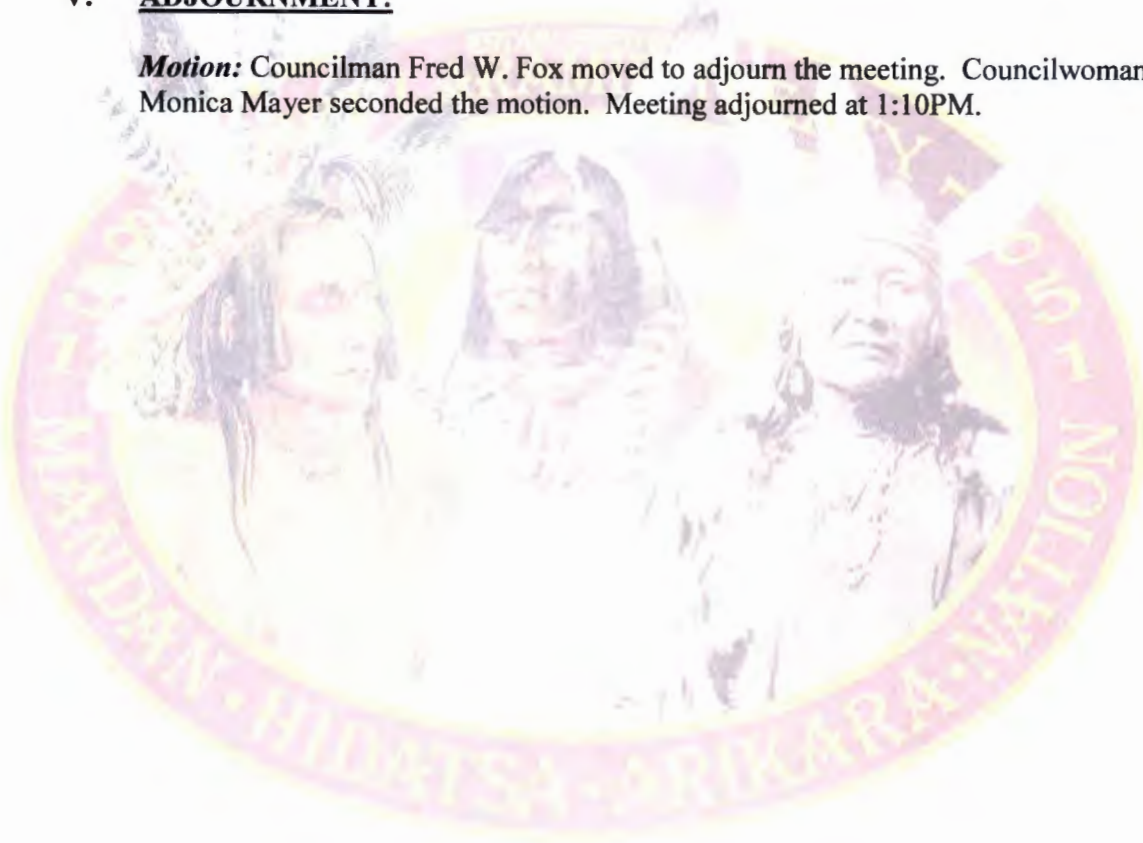 V. ADJOURNMENT:
Motion: Councilman Fred W. Fox moved to adjourn the meeting. Councilwoman
Monica Mayer seconded the motion. Meeting adjourned at 1:10PM.
MANDAN · HIDATSA · ARIKARA · NATION